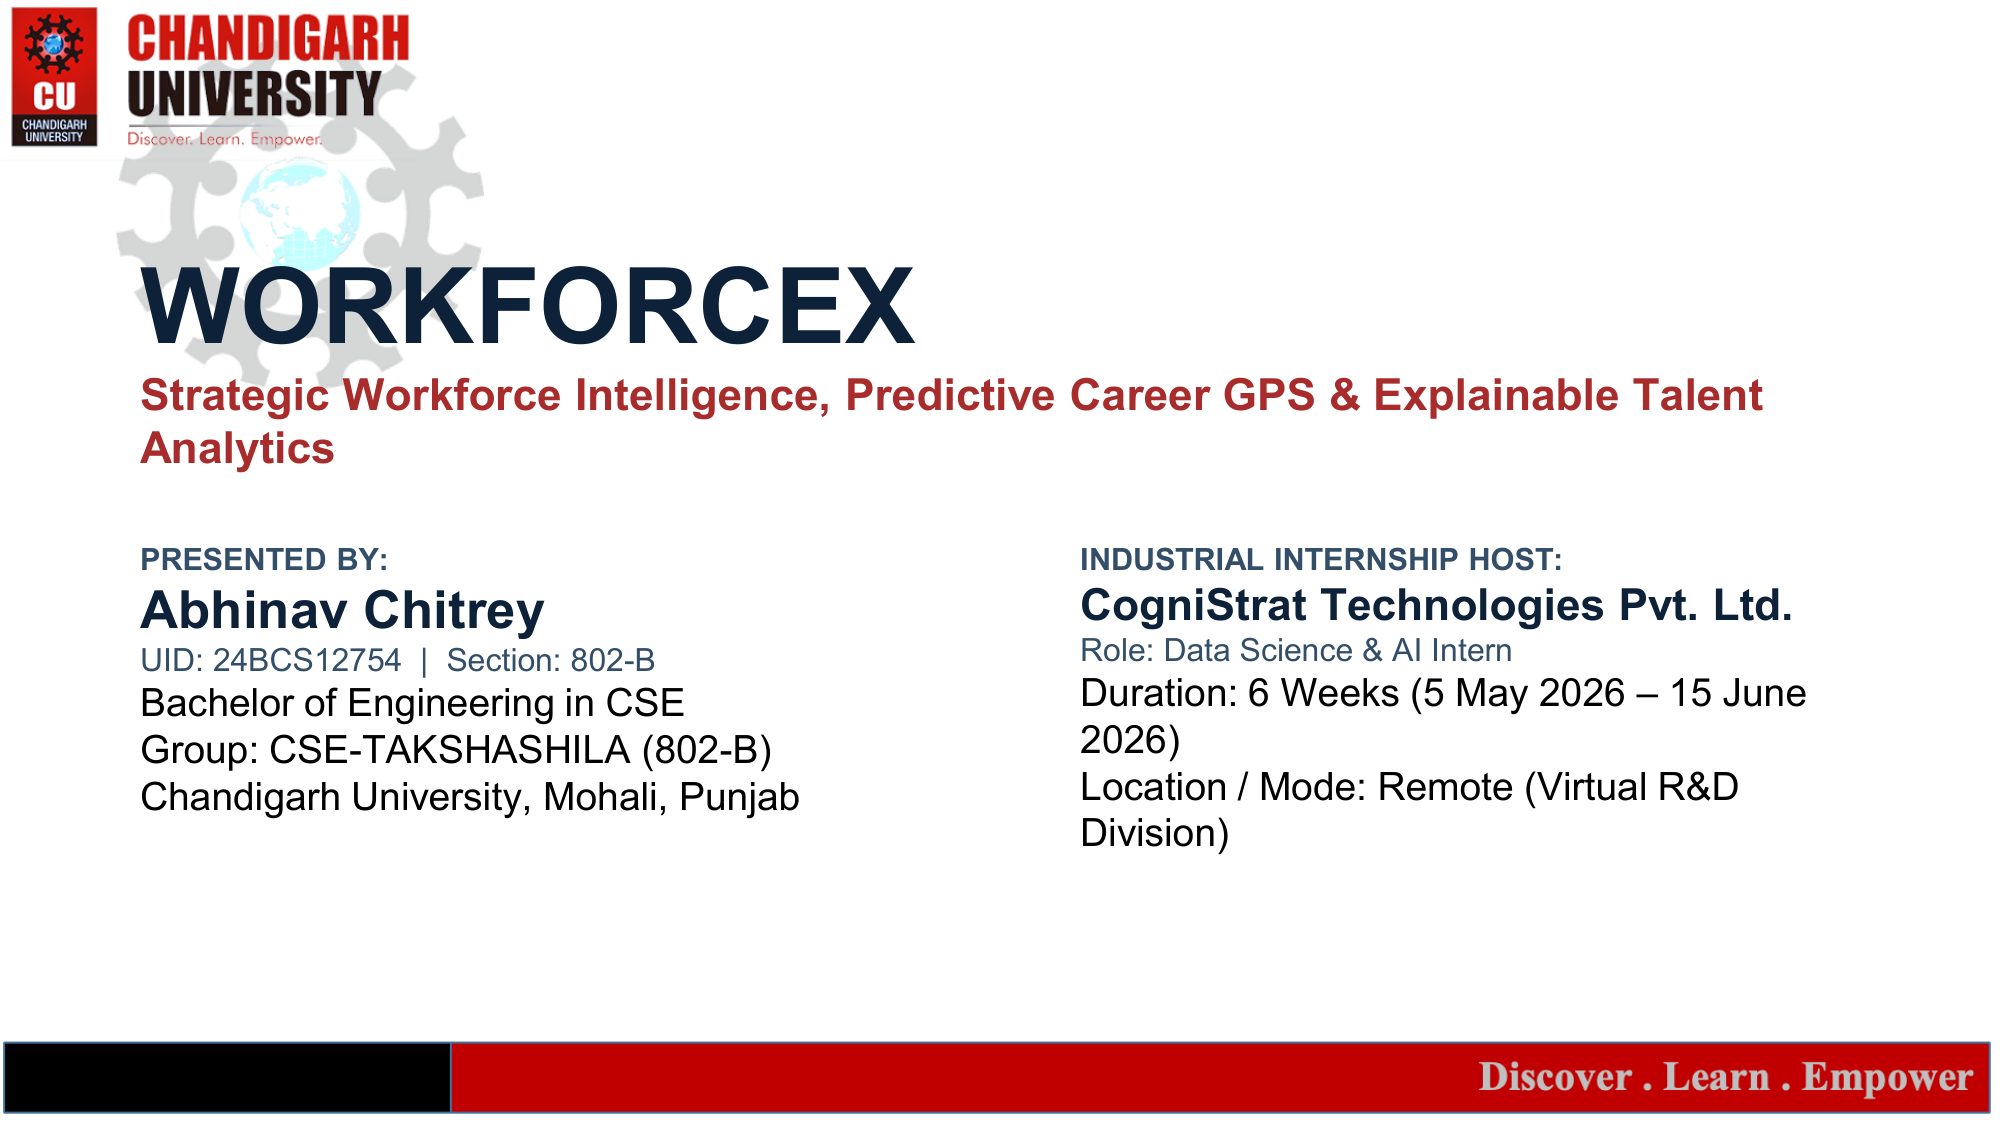 CU
CHANDIGARH
UNIVERSITY
CHANDIGARH
UNIVERSITY
Discover. Learn. Empower.
WORKFORCEX
Strategic Workforce Intelligence, Predictive Career GPS & Explainable Talent
Analytics
PRESENTED BY:
Abhinav Chitrey
UID: 24BCS12754 | Section: 802-B
Bachelor of Engineering in CSE
Group: CSE-TAKSHASHILA (802-B)
Chandigarh University, Mohali, Punjab
INDUSTRIAL INTERNSHIP HOST:
CogniStrat Technologies Pvt. Ltd.
Role: Data Science & AI Intern
Duration: 6 Weeks (5 May 2026 – 15 June
2026)
Location / Mode: Remote (Virtual R&D
Division)
Discover . Learn . Empower